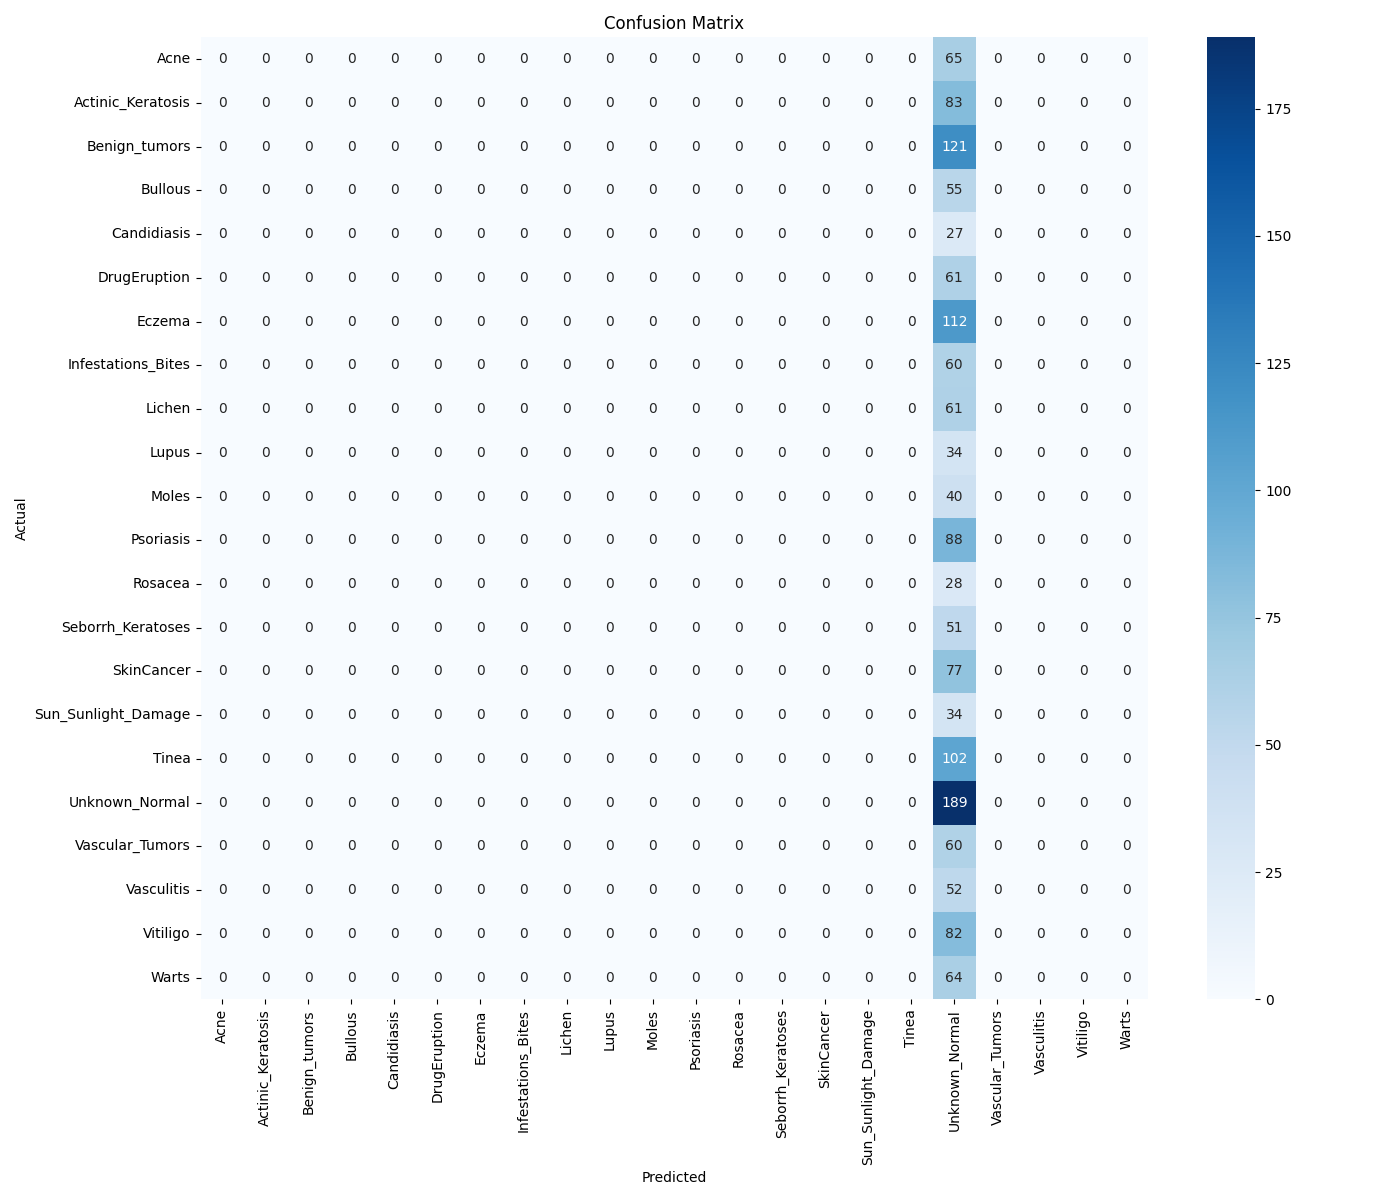 Confusion Matrix
Acne 0 0 0 0 0 0 0 0 0 0 0 0 0 0 0 0 0 65 0 0 0 0
Actinic_Keratosis 0 0 0 0 0 0 0 0 0 0 0 0 0 0 0 0 0 83 0 0 0 0
Benign_tumors 0 0 0 0 0 0 0 0 0 0 0 0 0 0 0 0 0 121 0 0 0 0
Bullous 0 0 0 0 0 0 0 0 0 0 0 0 0 0 0 0 0 55 0 0 0 0
Candidiasis 0 0 0 0 0 0 0 0 0 0 0 0 0 0 0 0 0 27 0 0 0 0
DrugEruption 0 0 0 0 0 0 0 0 0 0 0 0 0 0 0 0 0 61 0 0 0 0
Eczema 0 0 0 0 0 0 0 0 0 0 0 0 0 0 0 0 0 112 0 0 0 0
Infestations_Bites 0 0 0 0 0 0 0 0 0 0 0 0 0 0 0 0 0 60 0 0 0 0
Lichen 0 0 0 0 0 0 0 0 0 0 0 0 0 0 0 0 0 61 0 0 0 0
Lupus 0 0 0 0 0 0 0 0 0 0 0 0 0 0 0 0 0 34 0 0 0 0
Moles 0 0 0 0 0 0 0 0 0 0 0 0 0 0 0 0 0 40 0 0 0 0
Psoriasis 0 0 0 0 0 0 0 0 0 0 0 0 0 0 0 0 0 88 0 0 0 0
Rosacea 0 0 0 0 0 0 0 0 0 0 0 0 0 0 0 0 0 28 0 0 0 0
Seborrh_Keratoses 0 0 0 0 0 0 0 0 0 0 0 0 0 0 0 0 0 51 0 0 0 0
SkinCancer 0 0 0 0 0 0 0 0 0 0 0 0 0 0 0 0 0 77 0 0 0 0
Sun_Sunlight_Damage 0 0 0 0 0 0 0 0 0 0 0 0 0 0 0 0 0 34 0 0 0 0
Tinea 0 0 0 0 0 0 0 0 0 0 0 0 0 0 0 0 0 102 0 0 0 0
Unknown_Normal 0 0 0 0 0 0 0 0 0 0 0 0 0 0 0 0 0 189 0 0 0 0
Vascular_Tumors 0 0 0 0 0 0 0 0 0 0 0 0 0 0 0 0 0 60 0 0 0 0
Vasculitis 0 0 0 0 0 0 0 0 0 0 0 0 0 0 0 0 0 52 0 0 0 0
Vitiligo 0 0 0 0 0 0 0 0 0 0 0 0 0 0 0 0 0 82 0 0 0 0
Warts 0 0 0 0 0 0 0 0 0 0 0 0 0 0 0 0 0 64 0 0 0 0
Actual
Acne
Actinic_Keratosis
Benign_tumors
Bullous
Candidiasis
DrugEruption
Eczema
Infestations_Bites
Lichen
Lupus
Moles
Psoriasis
Rosacea
Seborrh_Keratoses
SkinCancer
Sun_Sunlight_Damage
Tinea
Unknown_Normal
Vascular_Tumors
Vasculitis
Vitiligo
Warts
Predicted
175
150
125
100
75
50
25
0